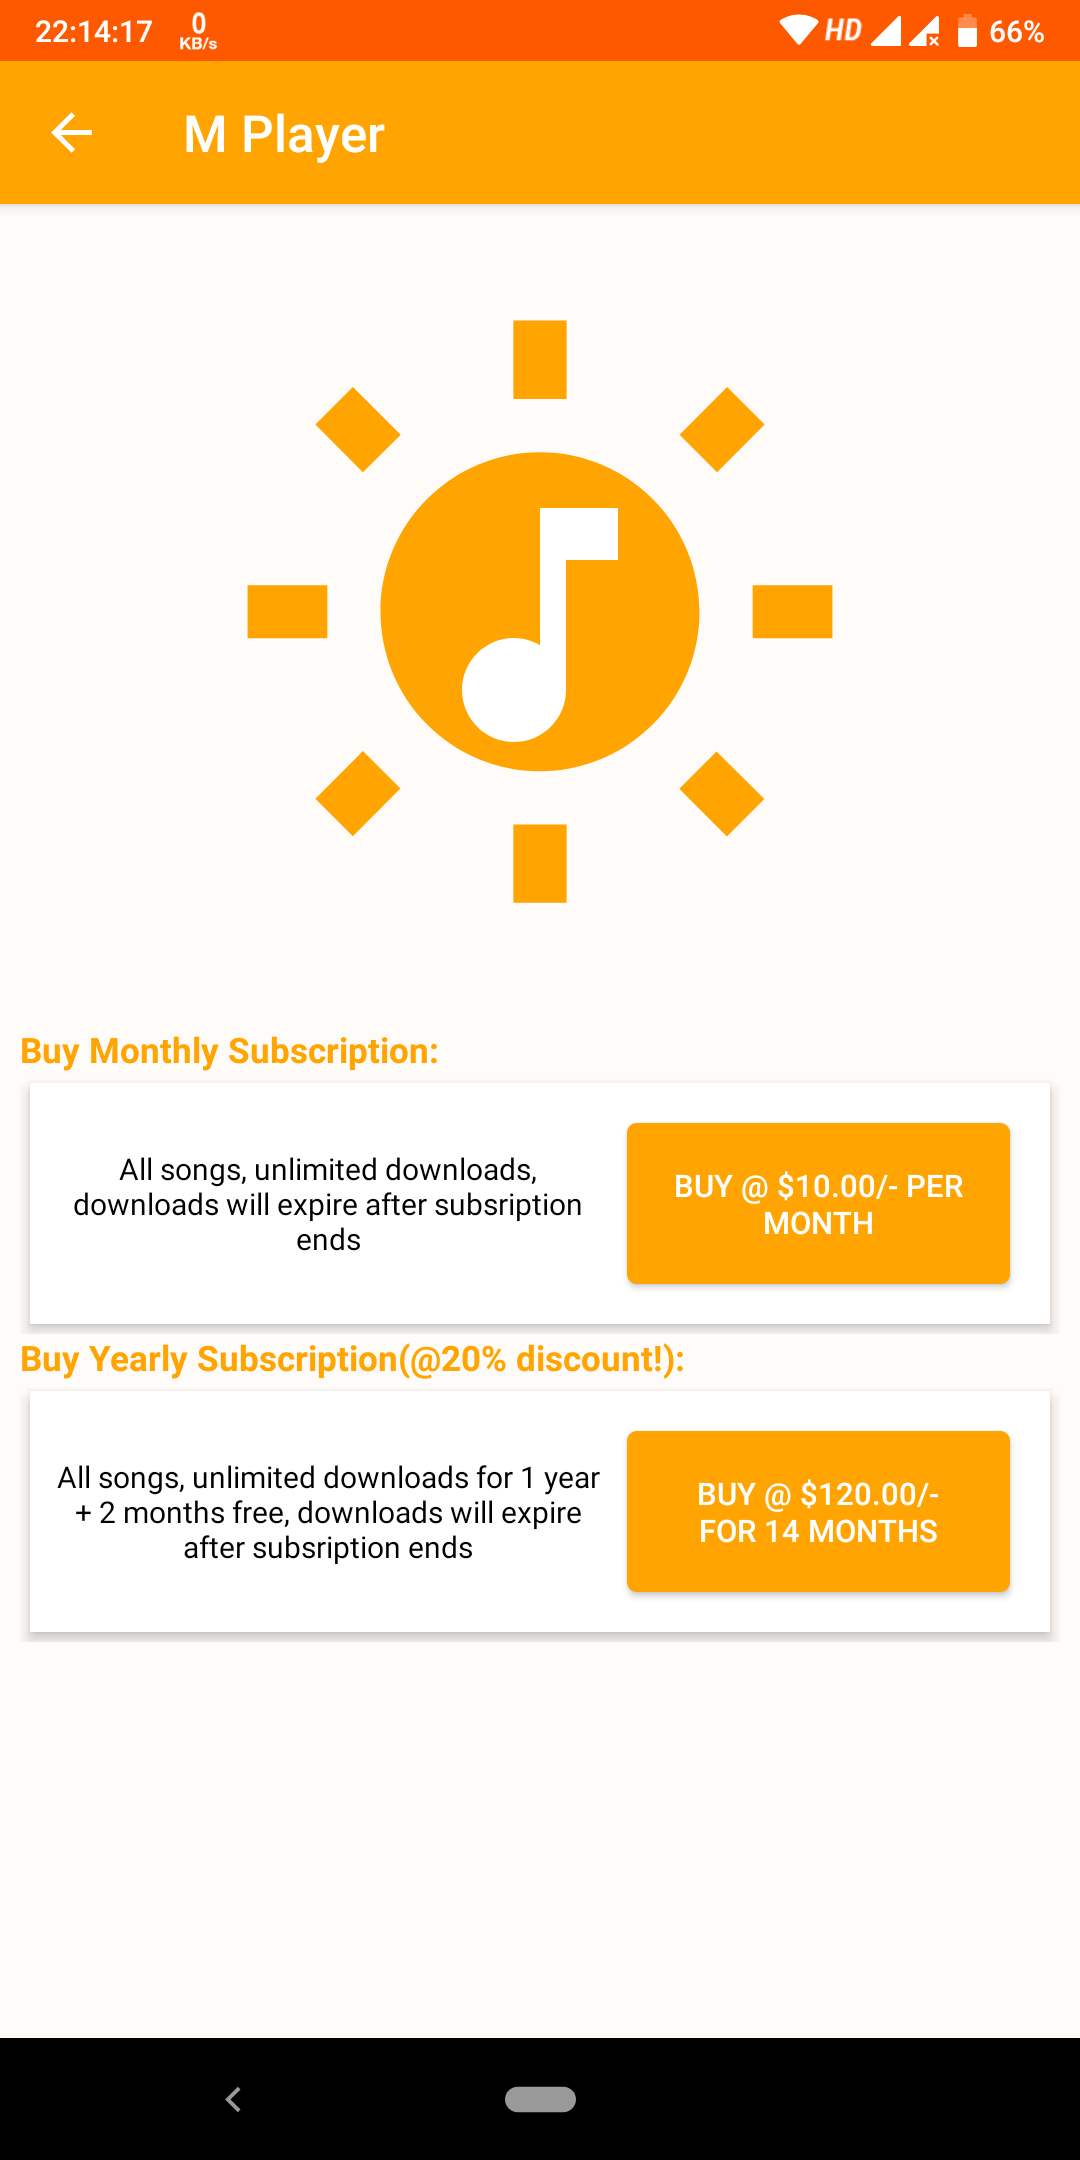 22:14:17 0 KB/s HD 66%
M Player
Buy Monthly Subscription:
All songs, unlimited downloads,
downloads will expire after subsription
ends
BUY @ $10.00/- PER
MONTH
Buy Yearly Subscription(@20% discount!):
All songs, unlimited downloads for 1 year
+ 2 months free, downloads will expire
after subsription ends
BUY @ $120.00/-
FOR 14 MONTHS